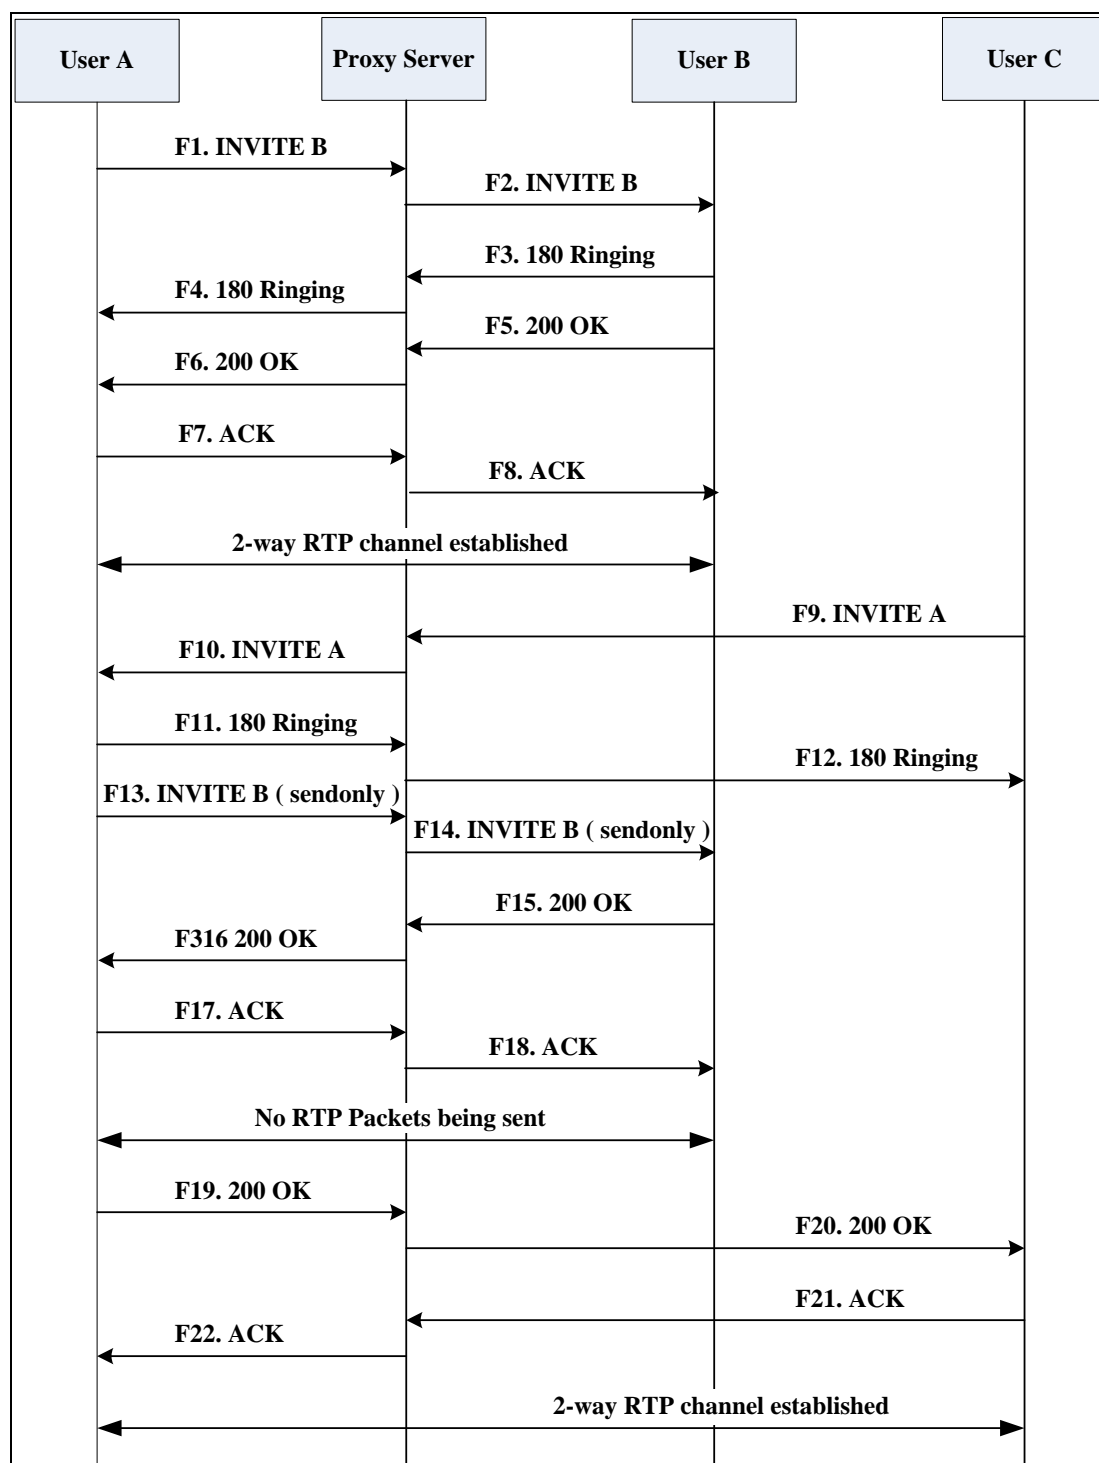 User A
Proxy Server
User B
User C
F1. INVITE B
F2. INVITE B
F3. 180 Ringing
F4. 180 Ringing
F5. 200 OK
F6. 200 OK
F7. ACK
F8. ACK
2-way RTP channel established
F9. INVITE A
F10. INVITE A
F11. 180 Ringing
F12. 180 Ringing
F13. INVITE B ( sendonly )
F14. INVITE B ( sendonly )
F15. 200 OK
F316 200 OK
F17. ACK
F18. ACK
No RTP Packets being sent
F19. 200 OK
F20. 200 OK
F21. ACK
F22. ACK
2-way RTP channel established